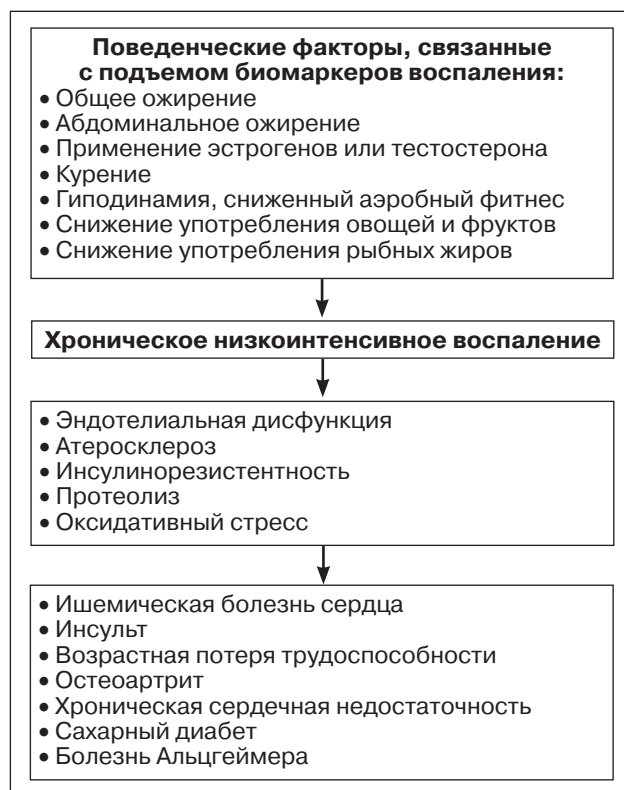 Поведенческие факторы, связанные
с подъемом биомаркеров воспаления:
• Общее ожирение
• Абдоминальное ожирение
• Применение эстрогенов или тестостерона
• Курение
• Гиподинамия, сниженный аэробный фитнес
• Снижение употребления овощей и фруктов
• Снижение употребления рыбных жиров
Хроническое низкоинтенсивное воспаление
• Эндотелиальная дисфункция
• Атеросклероз
• Инсулинорезистентность
• Протеолиз
• Оксидативный стресс
• Ишемическая болезнь сердца
• Инсульт
• Возрастная потеря трудоспособности
• Остеоартрит
• Хроническая сердечная недостаточность
• Сахарный диабет
• Болезнь Альцгеймера